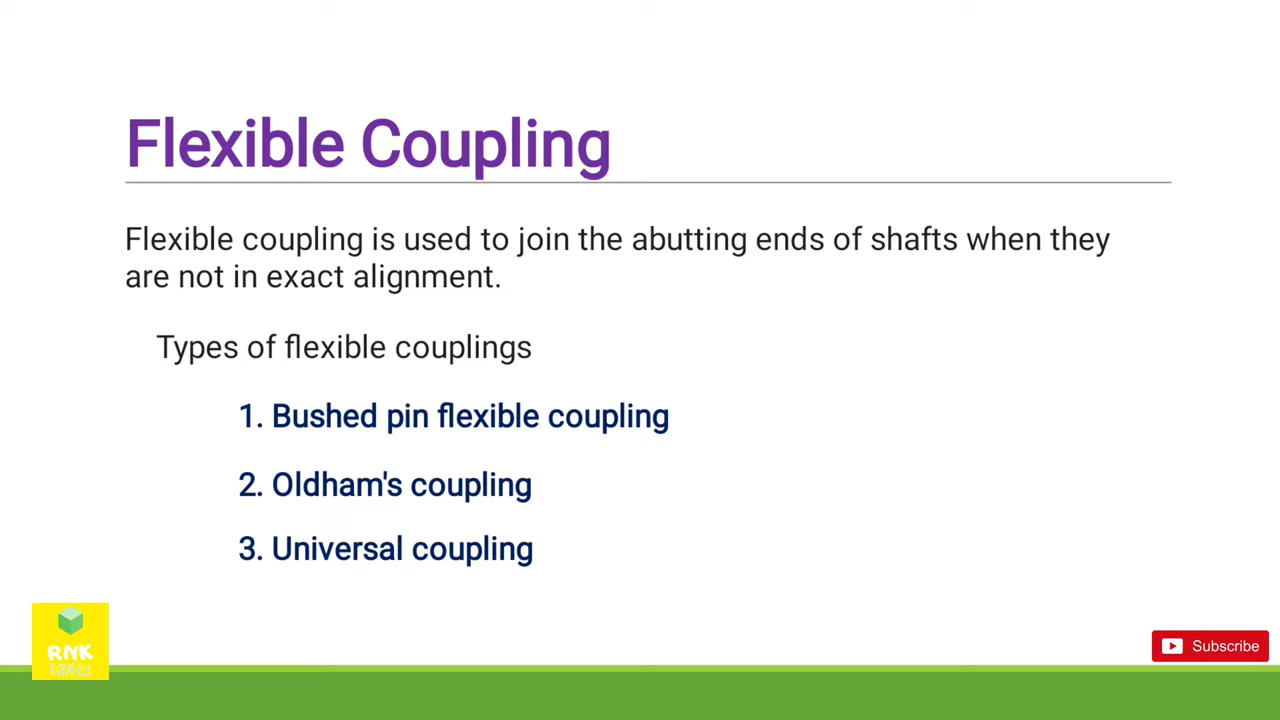 Flexible Coupling
Flexible coupling is used to join the abutting ends of shafts when they
are not in exact alignment.
Types of flexible couplings
1. Bushed pin flexible coupling
2. Oldham's coupling
3. Universal coupling
RNK
Subscribe